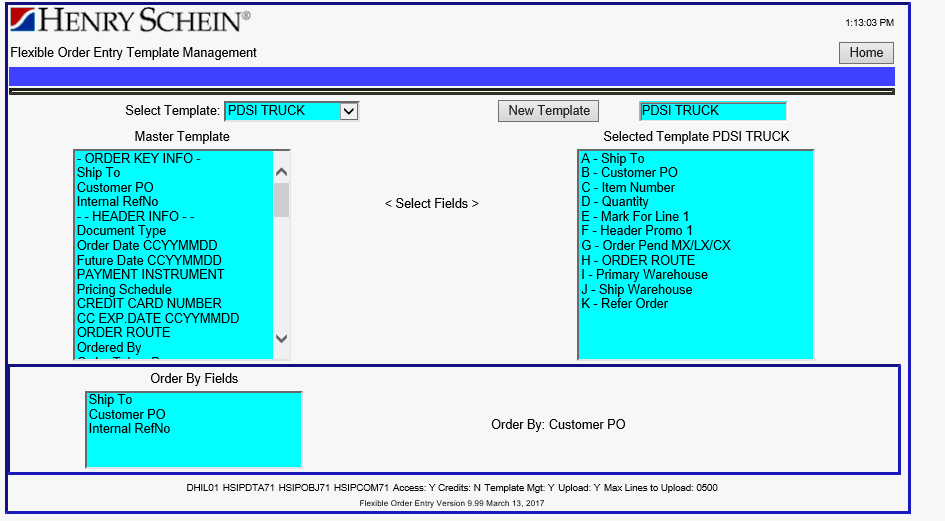 HENRY SCHEIN®
1:13:03 PM
Flexible Order Entry Template Management
Home
Select Template: PDSI TRUCK
New Template
PDSI TRUCK
Master Template
Selected Template PDSI TRUCK
- ORDER KEY INFO -
Ship To
Customer PO
Internal RefNo
- - HEADER INFO - -
Document Type
Order Date CCYYMMDD
Future Date CCYYMMDD
PAYMENT INSTRUMENT
Pricing Schedule
CREDIT CARD NUMBER
CC EXP.DATE CCYYMMDD
ORDER ROUTE
Ordered By
< Select Fields >
A - Ship To
B - Customer PO
C - Item Number
D - Quantity
E - Mark For Line 1
F - Header Promo 1
G - Order Pend MX/LX/CX
H - ORDER ROUTE
I - Primary Warehouse
J - Ship Warehouse
K - Refer Order
Order By Fields
Ship To
Customer PO
Internal RefNo
Order By: Customer PO
DHIL01 HSIPDTA71 HSIPOBJ71 HSIPCOM71 Access: Y Credits: N Template Mgt: Y Upload: Y Max Lines to Upload: 0500
Flexible Order Entry Version 9.99 March 13, 2017